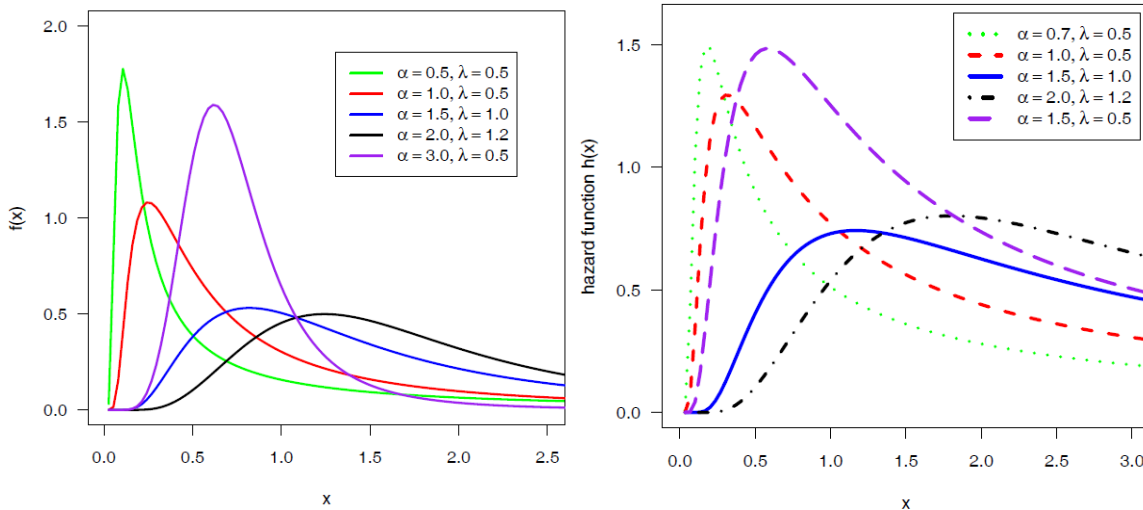 2.0
1.5
1.0
0.5
0.0
f(x)
α = 0.5, λ = 0.5
α = 1.0, λ = 0.5
α = 1.5, λ = 1.0
α = 2.0, λ = 1.2
α = 3.0, λ = 0.5
0.0 0.5 1.0 1.5 2.0 2.5
x
1.5
1.0
0.5
0.0
hazard function h(x)
α = 0.7, λ = 0.5
α = 1.0, λ = 0.5
α = 1.5, λ = 1.0
α = 2.0, λ = 1.2
α = 1.5, λ = 0.5
0.0 0.5 1.0 1.5 2.0 2.5 3.0
x